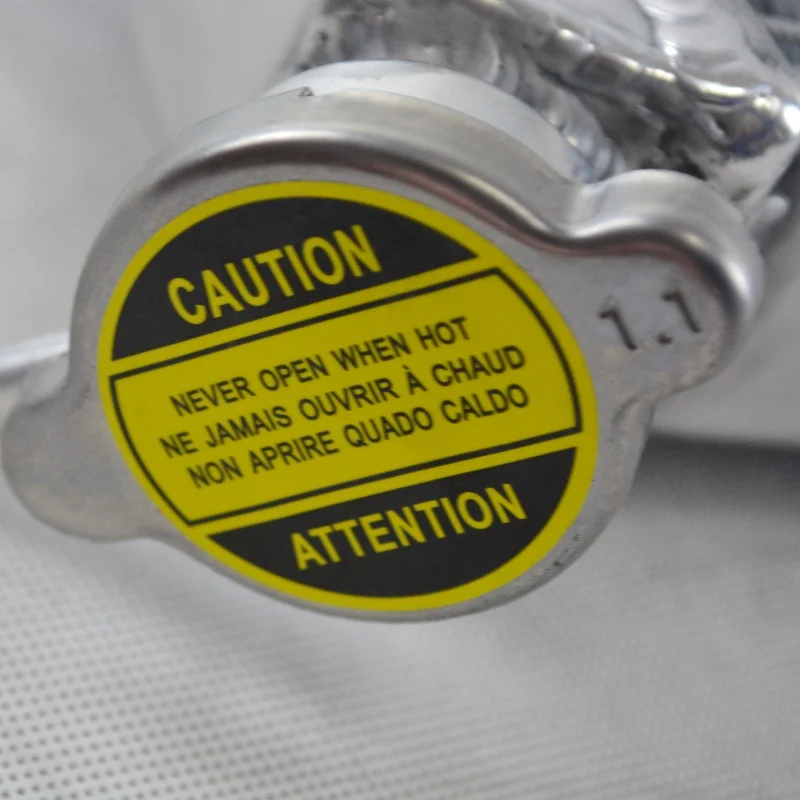 CAUTION
NEVER OPEN WHEN HOT
NE JAMAIS OUVRIR À CHAUD
NON APRIRE QUADO CALDO
ATTENTION
1.1